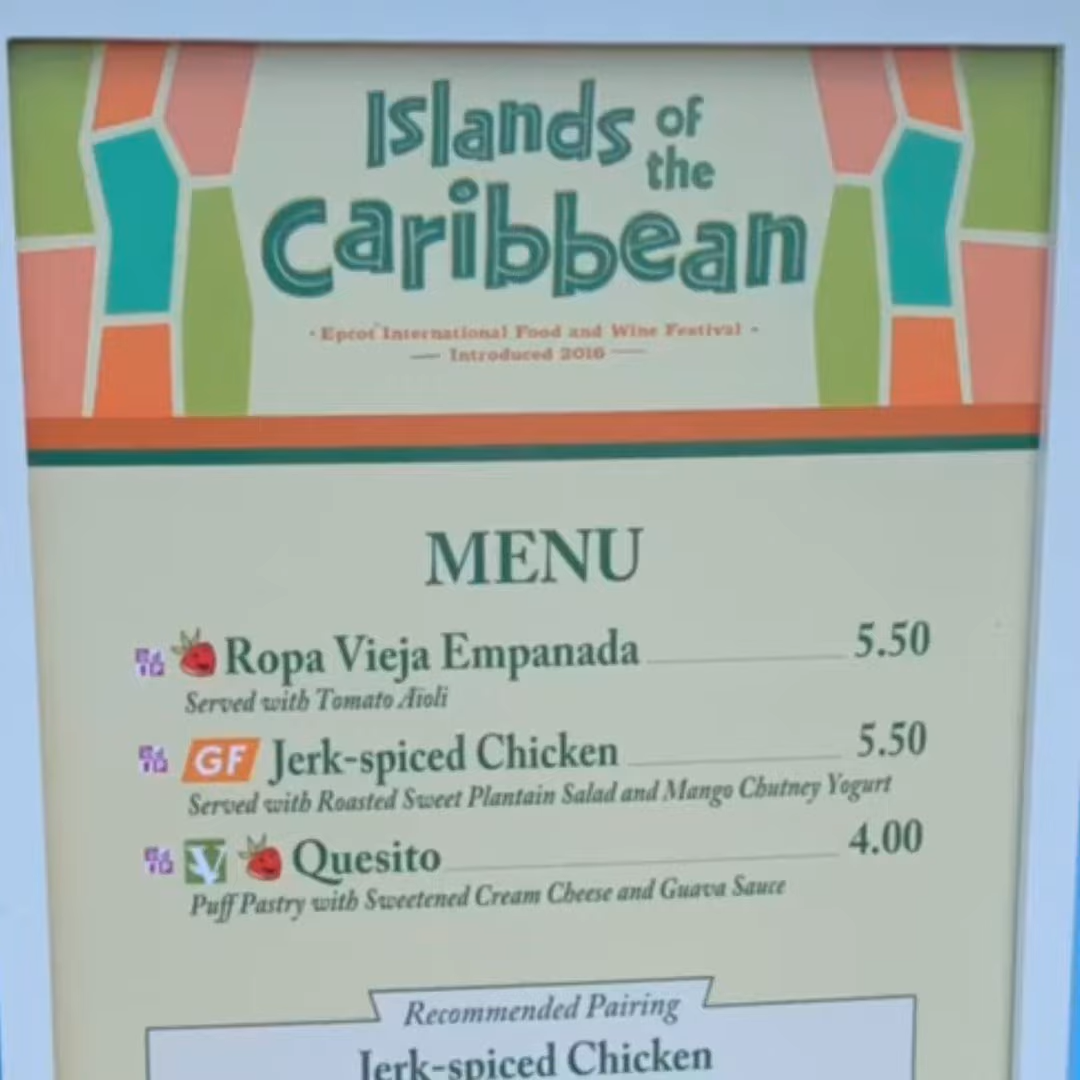 Islands of
the
Caribbean
· Epcot International Food and Wine Festival ·
— Introduced 2016 —
MENU
Ropa Vieja Empanada 5.50
Served with Tomato Aioli
GF Jerk-spiced Chicken 5.50
Served with Roasted Sweet Plantain Salad and Mango Chutney Yogurt
V Quesito 4.00
Puff Pastry with Sweetened Cream Cheese and Guava Sauce
Recommended Pairing
Jerk-spiced Chicken